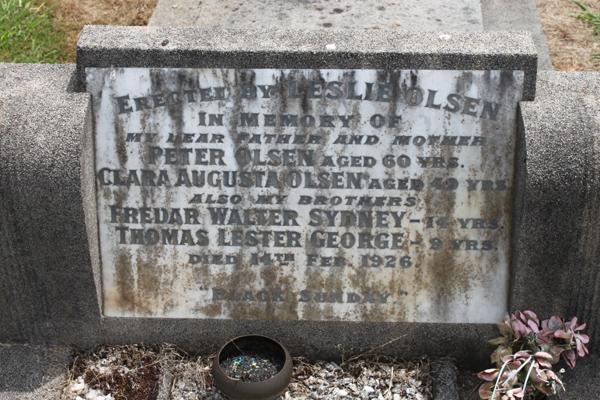 ERECTED BY LESLIE OLSEN
IN MEMORY OF
MY DEAR FATHER AND MOTHER
PETER OLSEN AGED 60 YRS.
CLARA AUGUSTA OLSEN AGED 49 YRS
ALSO MY BROTHERS
FREDAR WALTER SYDNEY - 14 YRS.
THOMAS LESTER GEORGE - 9 YRS.
DIED 14TH FEB. 1926.
"BLACK SUNDAY."